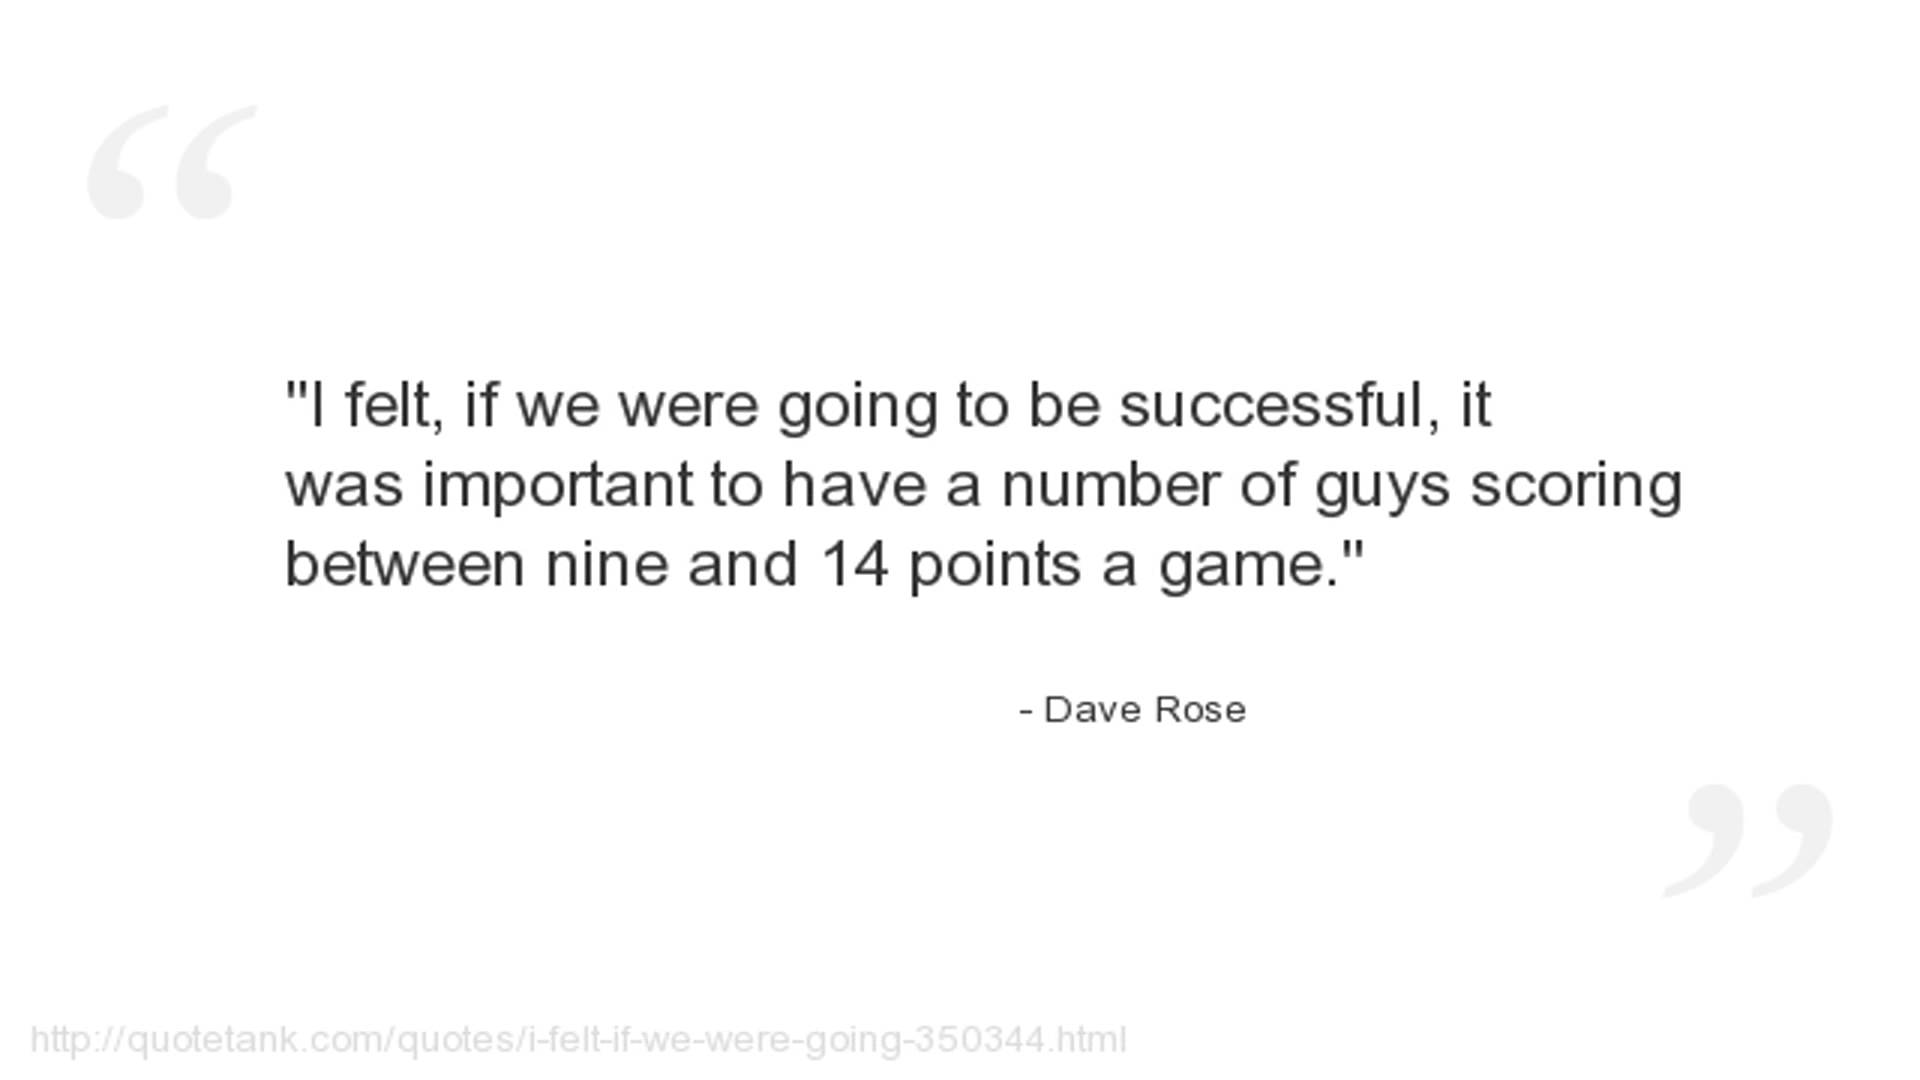 "I felt, if we were going to be successful, it
was important to have a number of guys scoring
between nine and 14 points a game."
- Dave Rose
http://quotetank.com/quotes/i-felt-if-we-were-going-350344.html